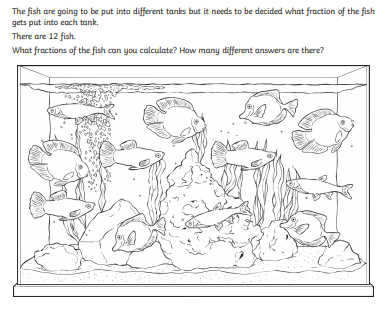 The fish are going to be put into different tanks but it needs to be decided what fraction of the fish
gets put into each tank.
There are 12 fish.
What fractions of the fish can you calculate? How many different answers are there?